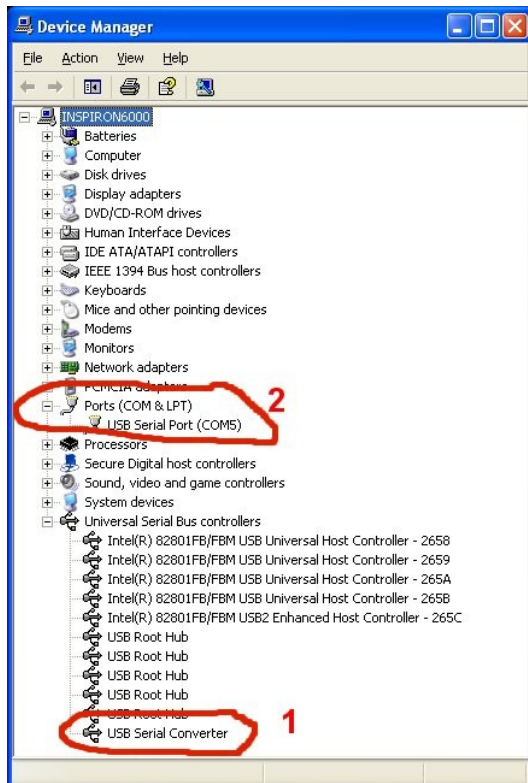 Device Manager
File Action View Help
INSPIRON6000
Batteries
Computer
Disk drives
Display adapters
DVD/CD-ROM drives
Human Interface Devices
IDE ATA/ATAPI controllers
IEEE 1394 Bus host controllers
Keyboards
Mice and other pointing devices
Modems
Monitors
Network adapters
PCMCIA adapters
2
Ports (COM & LPT)
USB Serial Port (COM5)
Processors
Secure Digital host controllers
Sound, video and game controllers
System devices
Universal Serial Bus controllers
Intel(R) 82801FB/FBM USB Universal Host Controller - 2658
Intel(R) 82801FB/FBM USB Universal Host Controller - 2659
Intel(R) 82801FB/FBM USB Universal Host Controller - 265A
Intel(R) 82801FB/FBM USB Universal Host Controller - 265B
Intel(R) 82801FB/FBM USB2 Enhanced Host Controller - 265C
USB Root Hub
USB Root Hub
USB Root Hub
USB Root Hub
USB Root Hub
1
USB Serial Converter